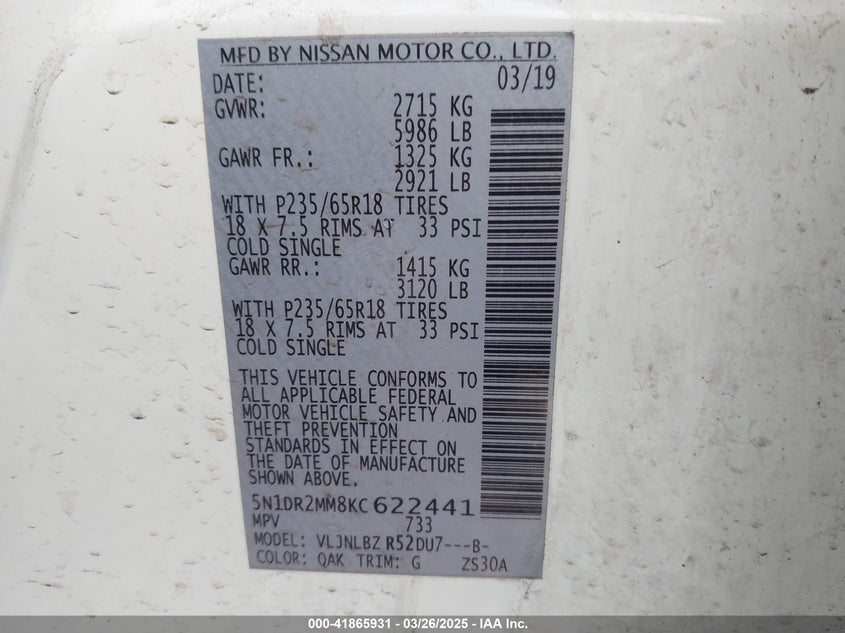 MFD BY NISSAN MOTOR CO., LTD.
DATE: 03/19
GVWR: 2715 KG
5986 LB
GAWR FR.: 1325 KG
2921 LB
WITH P235/65R18 TIRES
18 X 7.5 RIMS AT 33 PSI
COLD SINGLE
GAWR RR.: 1415 KG
3120 LB
WITH P235/65R18 TIRES
18 X 7.5 RIMS AT 33 PSI
COLD SINGLE
THIS VEHICLE CONFORMS TO
ALL APPLICABLE FEDERAL
MOTOR VEHICLE SAFETY AND
THEFT PREVENTION
STANDARDS IN EFFECT ON
THE DATE OF MANUFACTURE
SHOWN ABOVE.
5N1DR2MM8KC622441
MPV 733
MODEL: VLJNLBZ R52DU7---B-
COLOR: QAK TRIM: G ZS30A
000-41865931 - 03/26/2025 - IAA Inc.